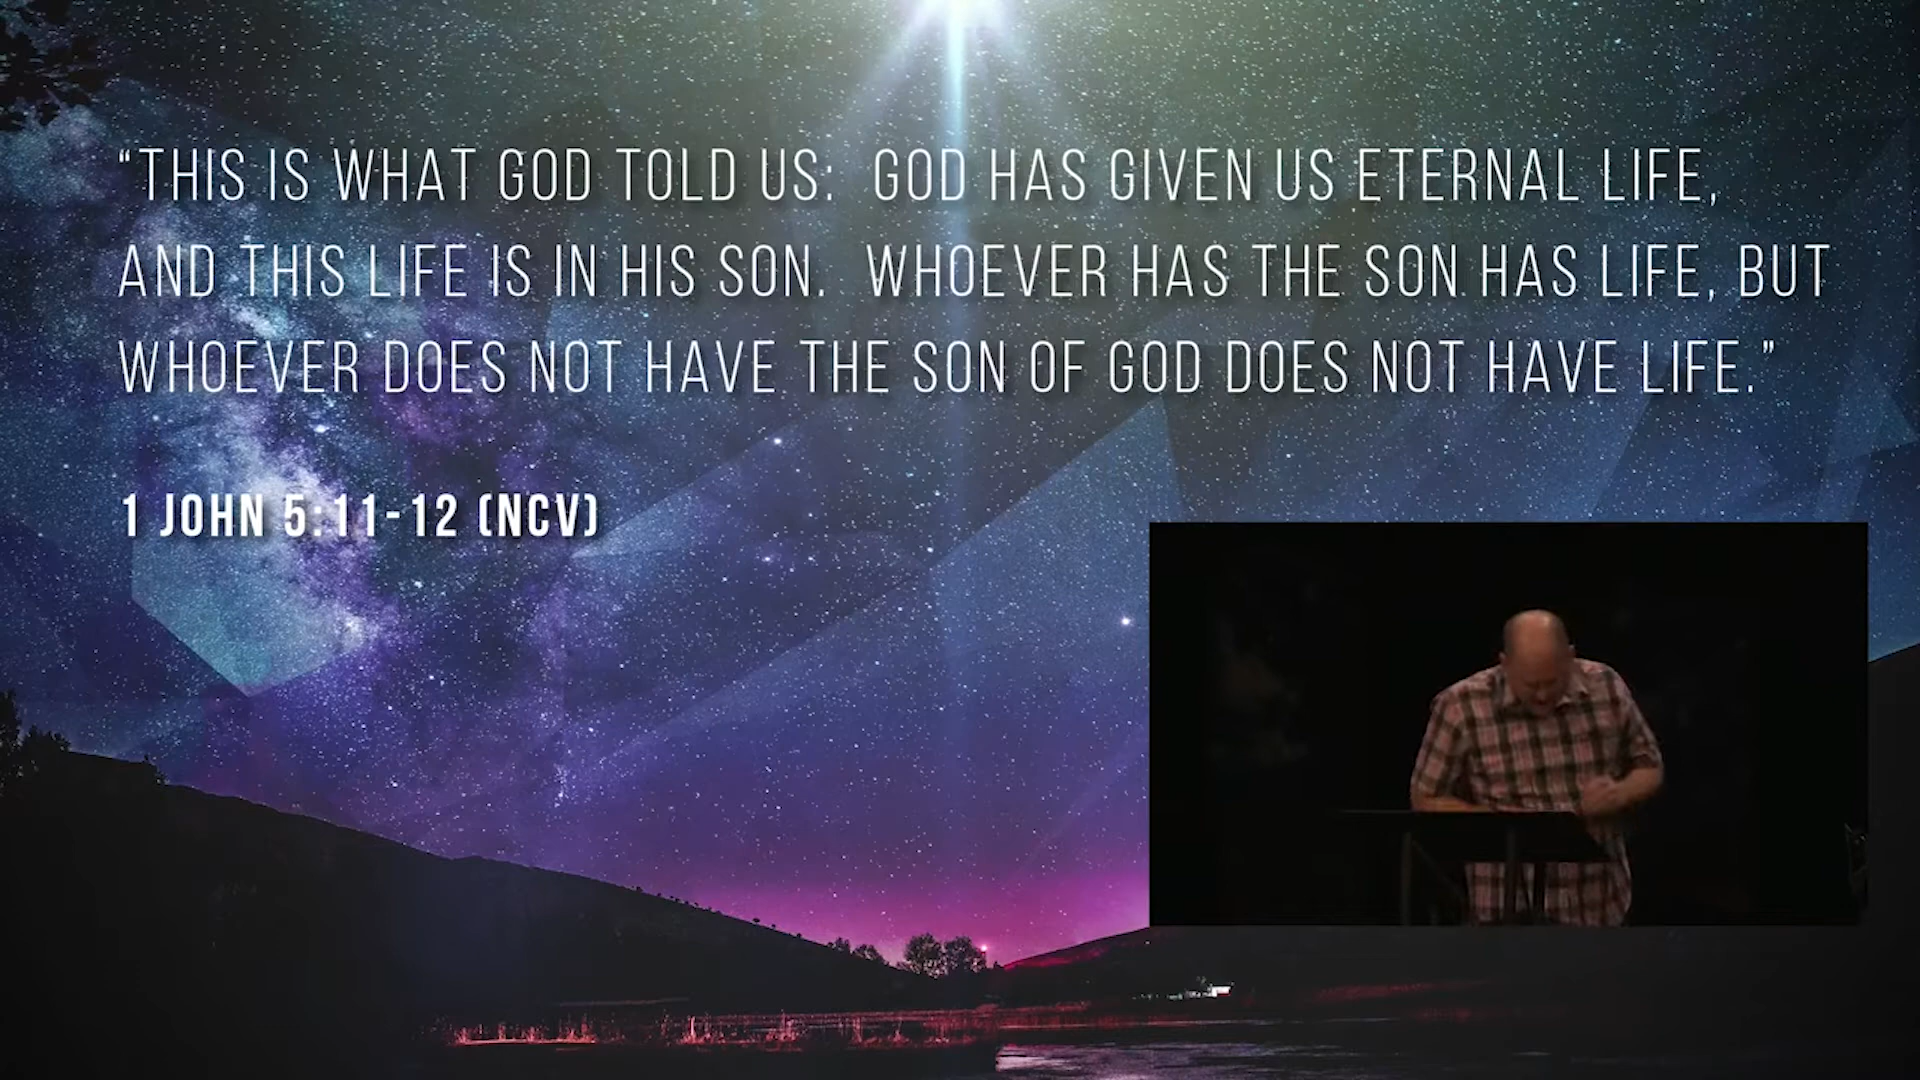 “THIS IS WHAT GOD TOLD US: GOD HAS GIVEN US ETERNAL LIFE,
AND THIS LIFE IS IN HIS SON. WHOEVER HAS THE SON HAS LIFE, BUT
WHOEVER DOES NOT HAVE THE SON OF GOD DOES NOT HAVE LIFE.”
1 JOHN 5:11-12 (NCV)